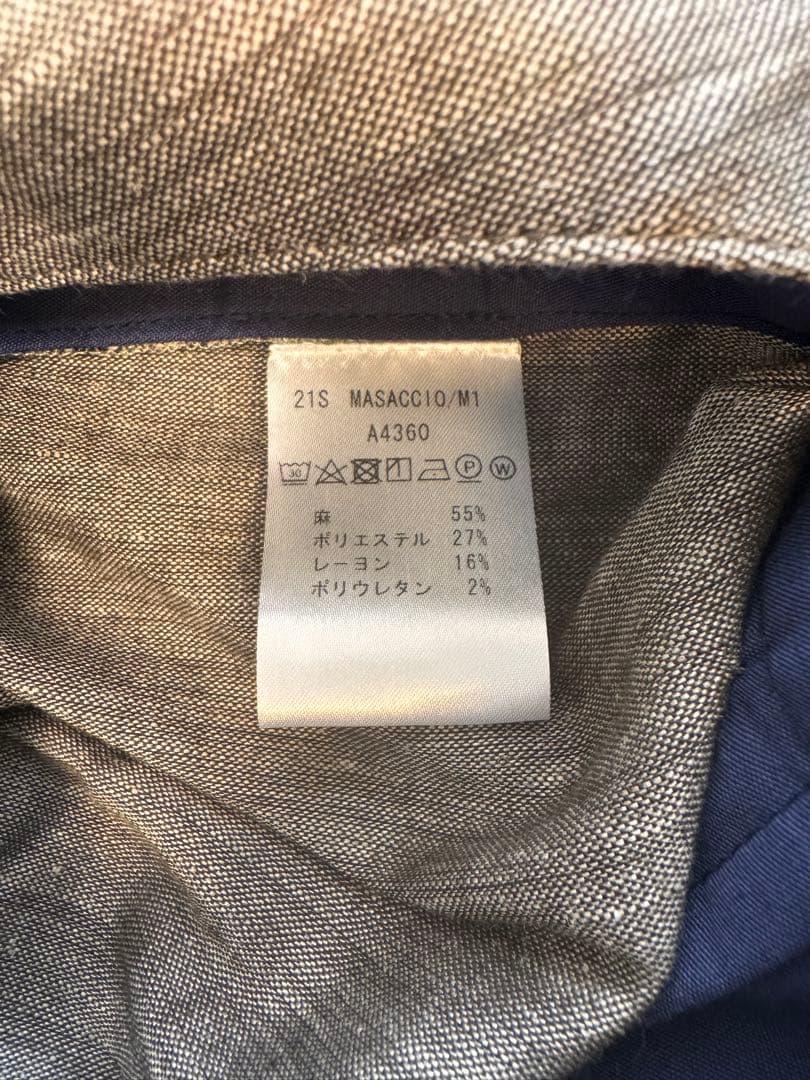 21S MASACCIO/M1
A4360
30 P W
麻 55%
ポリエステル 27%
レーヨン 16%
ポリウレタン 2%